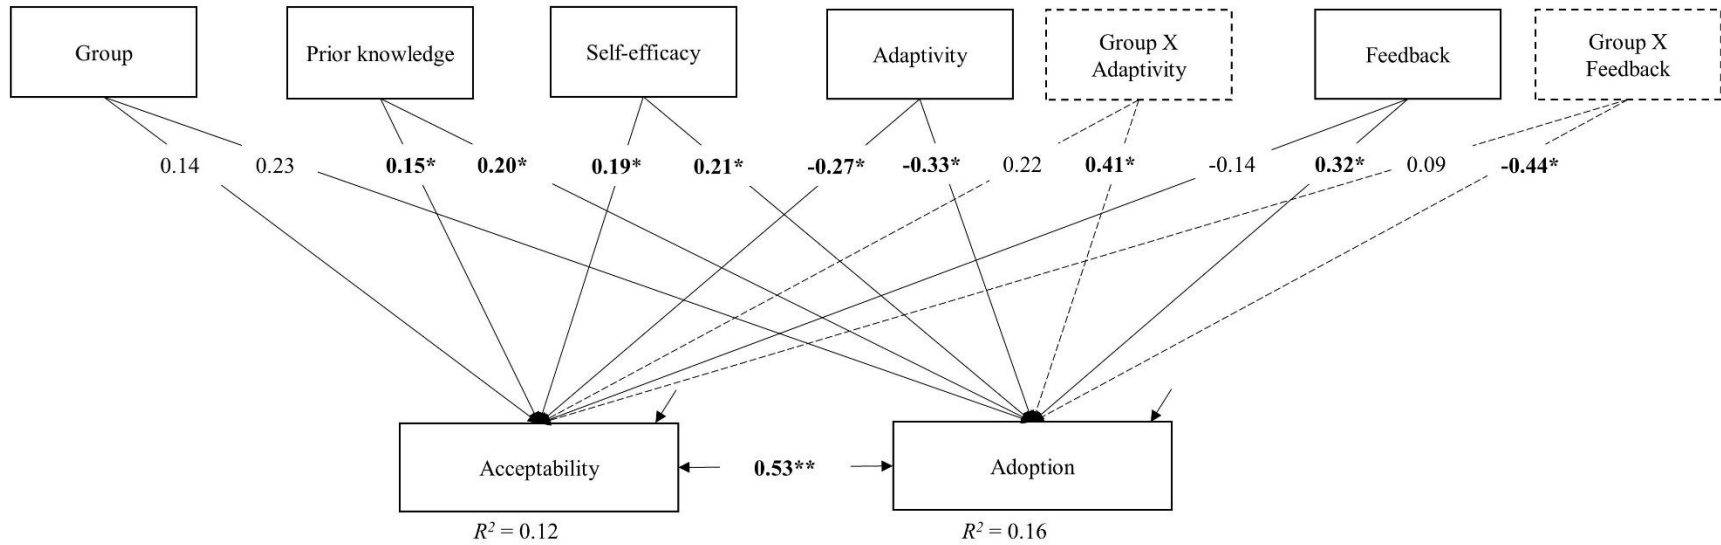 Group
Prior knowledge
Self-efficacy
Adaptivity
Group X
Adaptivity
Feedback
Group X
Feedback
0.14
0.23
0.15*
0.20*
0.19*
0.21*
-0.27*
-0.33*
0.22
0.41*
-0.14
0.32*
0.09
-0.44*
Acceptability
0.53**
Adoption
R² = 0.12
R² = 0.16